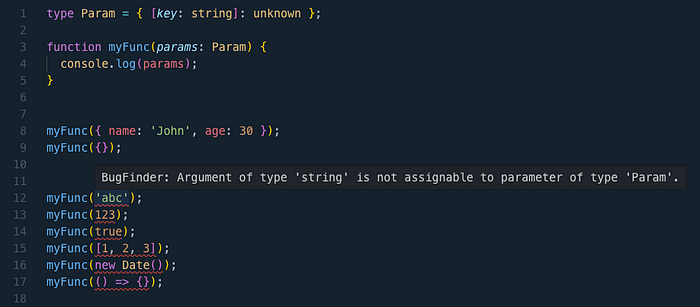 1 type Param = { [key: string]: unknown };
2
3 function myFunc(params: Param) {
4 console.log(params);
5 }
6
7
8 myFunc({ name: 'John', age: 30 });
9 myFunc({});
10
BugFinder: Argument of type 'string' is not assignable to parameter of type 'Param'.
11
12 myFunc('abc');
13 myFunc(123);
14 myFunc(true);
15 myFunc([1, 2, 3]);
16 myFunc(new Date());
17 myFunc(() => {});
18